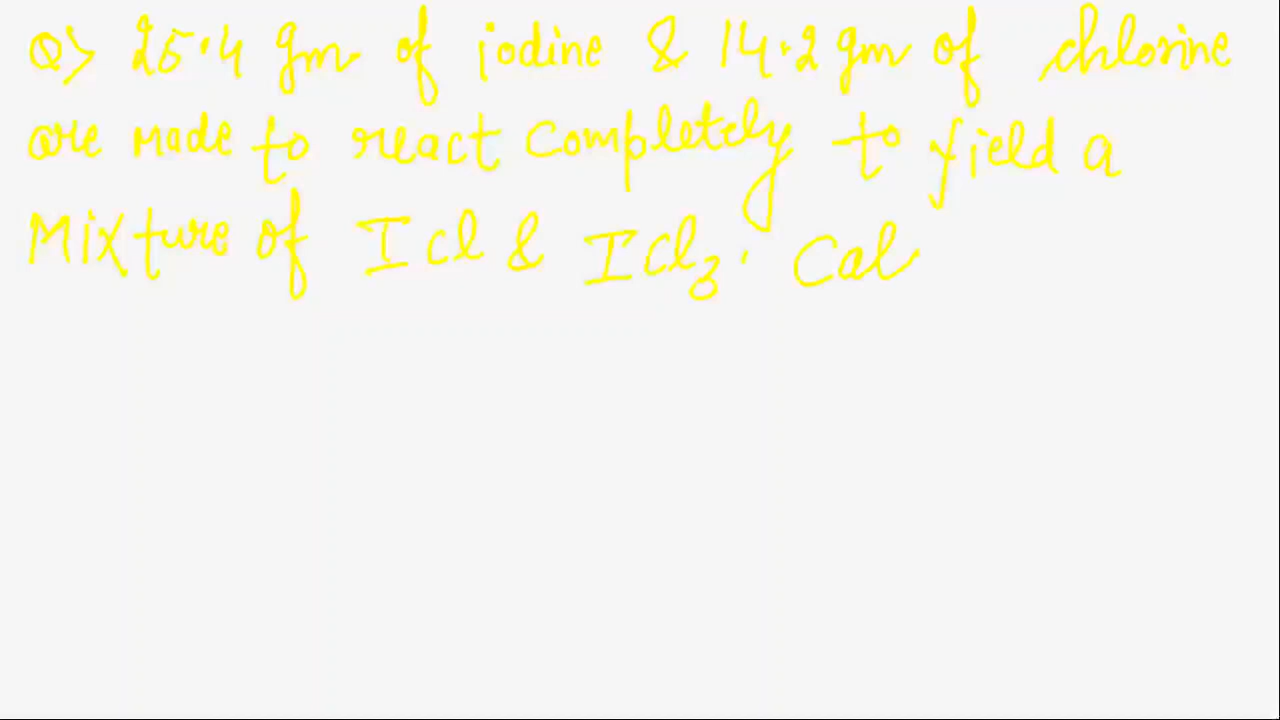 Q> 25.4 gm of iodine & 14.2 gm of chlorine
are made to react completely to yield a
Mixture of ICl & ICl3. Cal